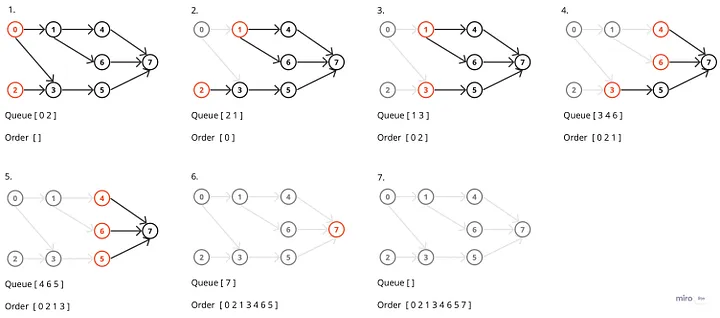 1.
0 1 4
6 7
2 3 5
Queue [ 0 2 ]
Order [ ]
2.
0 1 4
6 7
2 3 5
Queue [ 2 1 ]
Order [ 0 ]
3.
0 1 4
6 7
2 3 5
Queue [ 1 3 ]
Order [ 0 2 ]
4.
0 1 4
6 7
2 3 5
Queue [ 3 4 6 ]
Order [ 0 2 1 ]
5.
0 1 4
6 7
2 3 5
Queue [ 4 6 5 ]
Order [ 0 2 1 3 ]
6.
0 1 4
6 7
2 3 5
Queue [ 7 ]
Order [ 0 2 1 3 4 6 5 ]
7.
0 1 4
6 7
2 3 5
Queue [ ]
Order [ 0 2 1 3 4 6 5 7 ]
miro